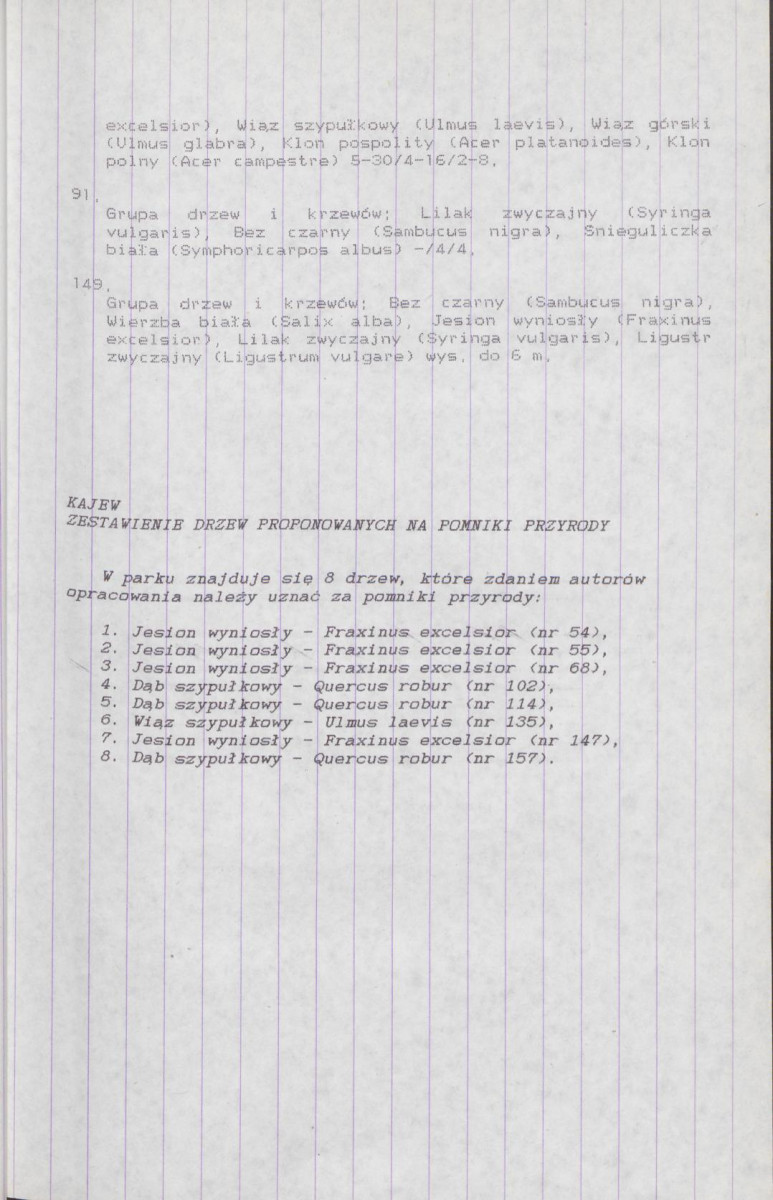 excelsior), Wiąz szypułkowy (Ulmus laevis), Wiąz górski
(Ulmus glabra), Klon pospolity (Acer platanoides), Klon
polny (Acer campestre) 5-30/4-16/2-8.
91.
Grupa drzew i krzewów; Lilak zwyczajny (Syringa
vulgaris), Bez czarny (Sambucus nigra), Śnieguliczka
biała (Symphoricarpos albus) -/4/4.
149.
Grupa drzew i krzewów; Bez czarny (Sambucus nigra),
Wierzba biała (Salix alba), Jesion wyniosły (Fraxinus
excelsior), Lilak zwyczajny (Syringa vulgaris), Ligustr
zwyczajny (Ligustrum vulgare) wys. do 6 m.
KAJEW
ZESTAWIENIE DRZEW PROPONOWANYCH NA POMNIKI PRZYRODY
W parku znajduje się 8 drzew, które zdaniem autorów
opracowania należy uznać za pomniki przyrody:
1. Jesion wyniosły - Fraxinus excelsior (nr 54),
2. Jesion wyniosły - Fraxinus excelsior (nr 55),
3. Jesion wyniosły - Fraxinus excelsior (nr 68),
4. Dąb szypułkowy - Quercus robur (nr 102),
5. Dąb szypułkowy - Quercus robur (nr 114),
6. Wiąz szypułkowy - Ulmus laevis (nr 135),
7. Jesion wyniosły - Fraxinus excelsior (nr 147),
8. Dąb szypułkowy - Quercus robur (nr 157).